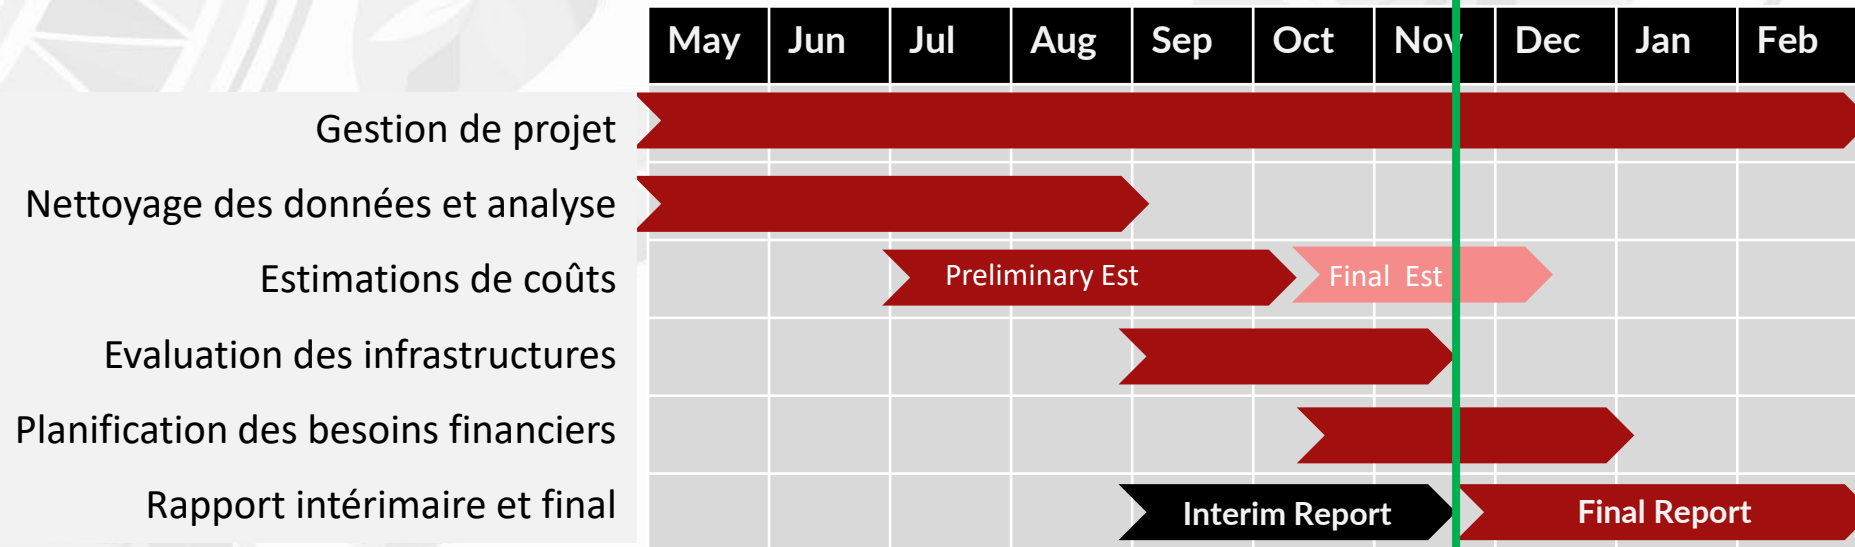 May Jun Jul Aug Sep Oct Nov Dec Jan Feb
Gestion de projet
Nettoyage des données et analyse
Estimations de coûts Preliminary Est Final Est
Evaluation des infrastructures
Planification des besoins financiers
Rapport intérimaire et final Interim Report Final Report